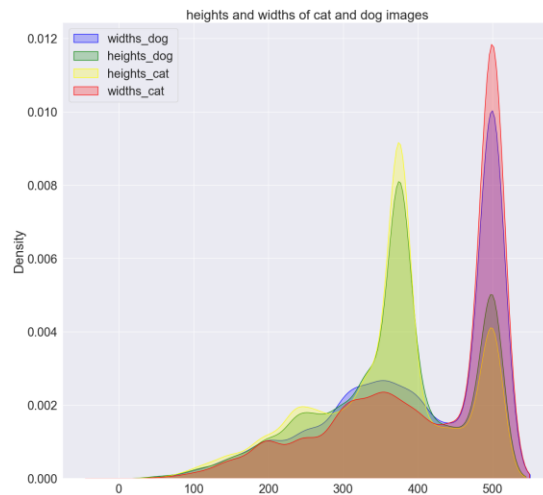 heights and widths of cat and dog images
widths_dog
heights_dog
heights_cat
widths_cat
Density
0.012
0.010
0.008
0.006
0.004
0.002
0.000
0 100 200 300 400 500